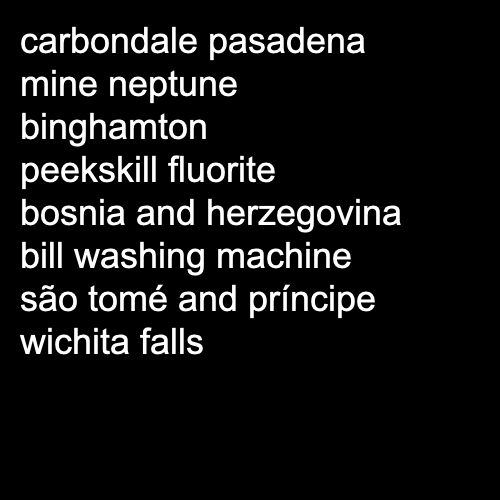 carbondale pasadena
mine neptune
binghamton
peekskill fluorite
bosnia and herzegovina
bill washing machine
são tomé and príncipe
wichita falls